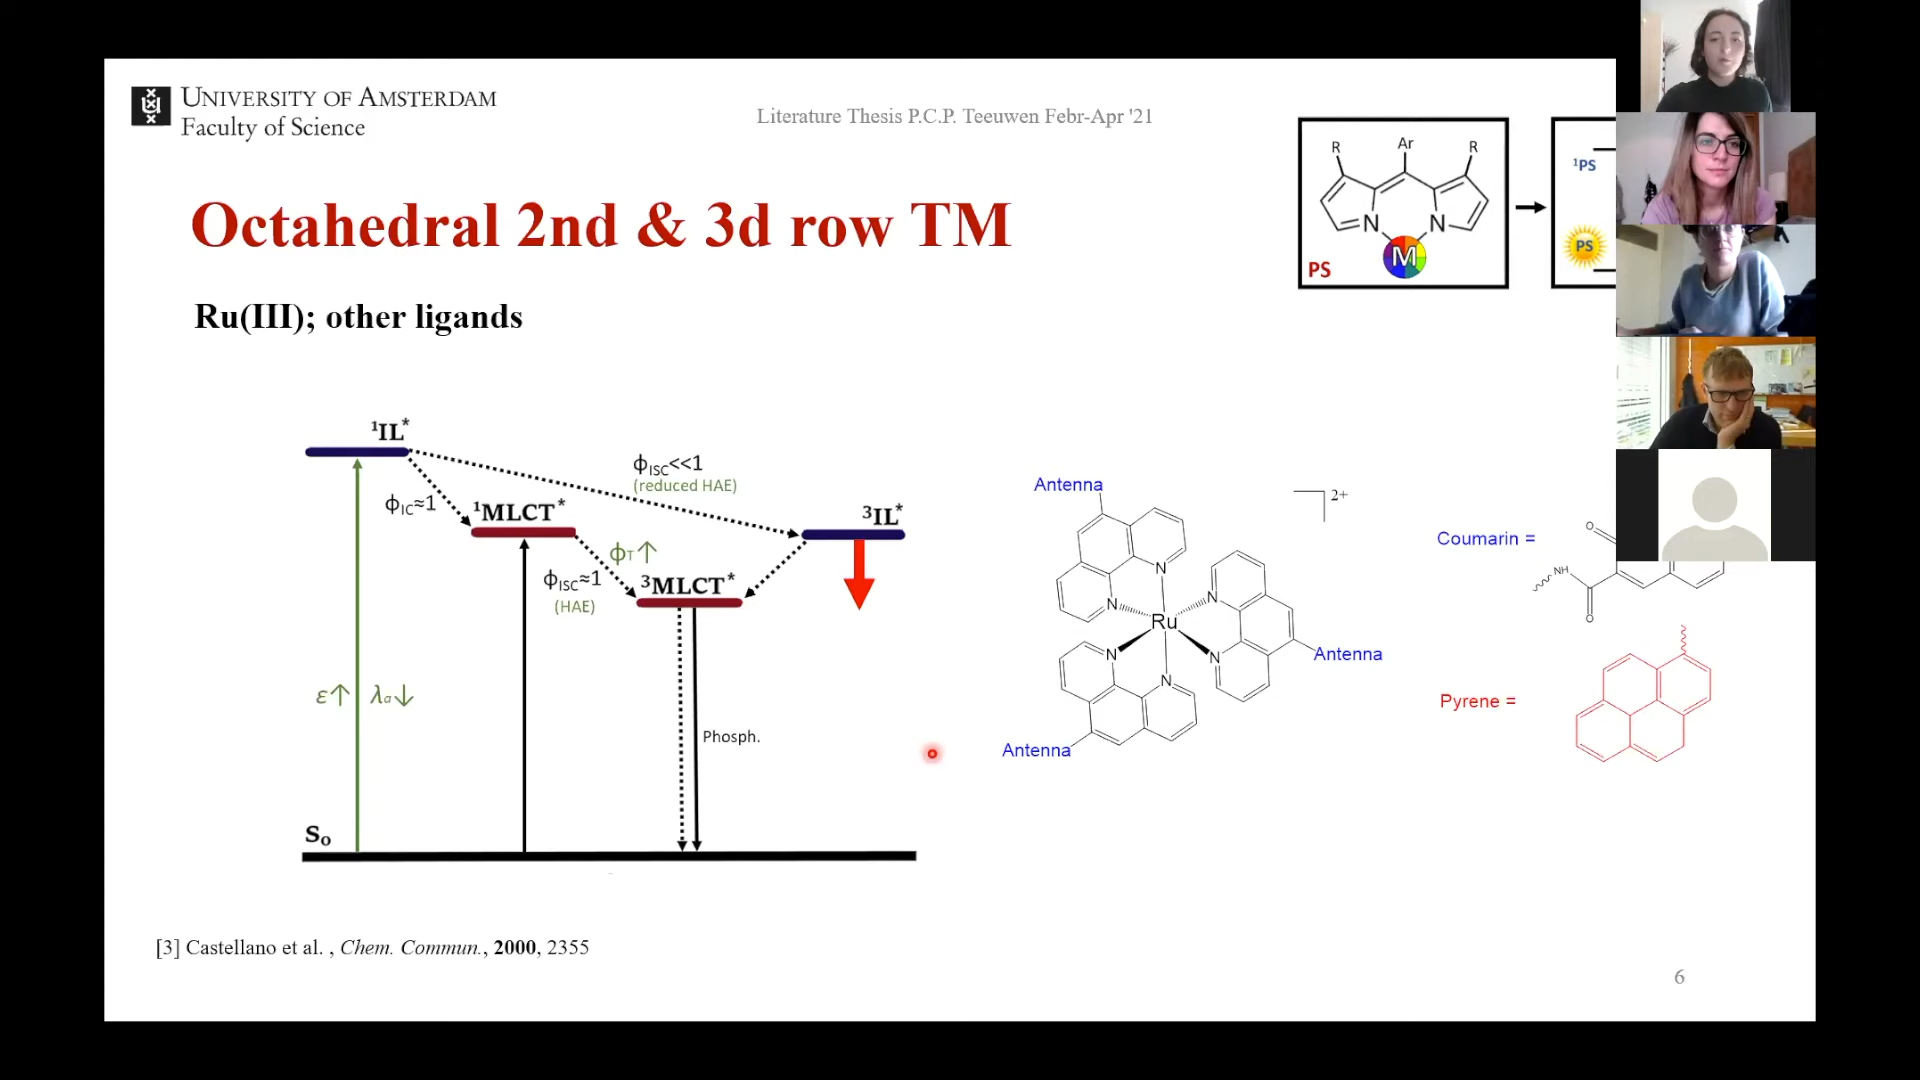 UNIVERSITY OF AMSTERDAM
Faculty of Science
Literature Thesis P.C.P. Teeuwen Febr-Apr '21
R Ar R
N N
M
PS
¹PS
PS
Octahedral 2nd & 3d row TM
Ru(III); other ligands
¹IL*
ϕISC<<1
(reduced HAE)
ϕIC≈1
¹MLCT*
³IL*
ϕT↑
ϕISC≈1
(HAE)
³MLCT*
ε↑ λa↓
Phosph.
S₀
Antenna
2+
N
N
N
Ru
N
N
N
Antenna
Antenna
Coumarin =
O
NH
O
Pyrene =
[3] Castellano et al. , Chem. Commun., 2000, 2355
6